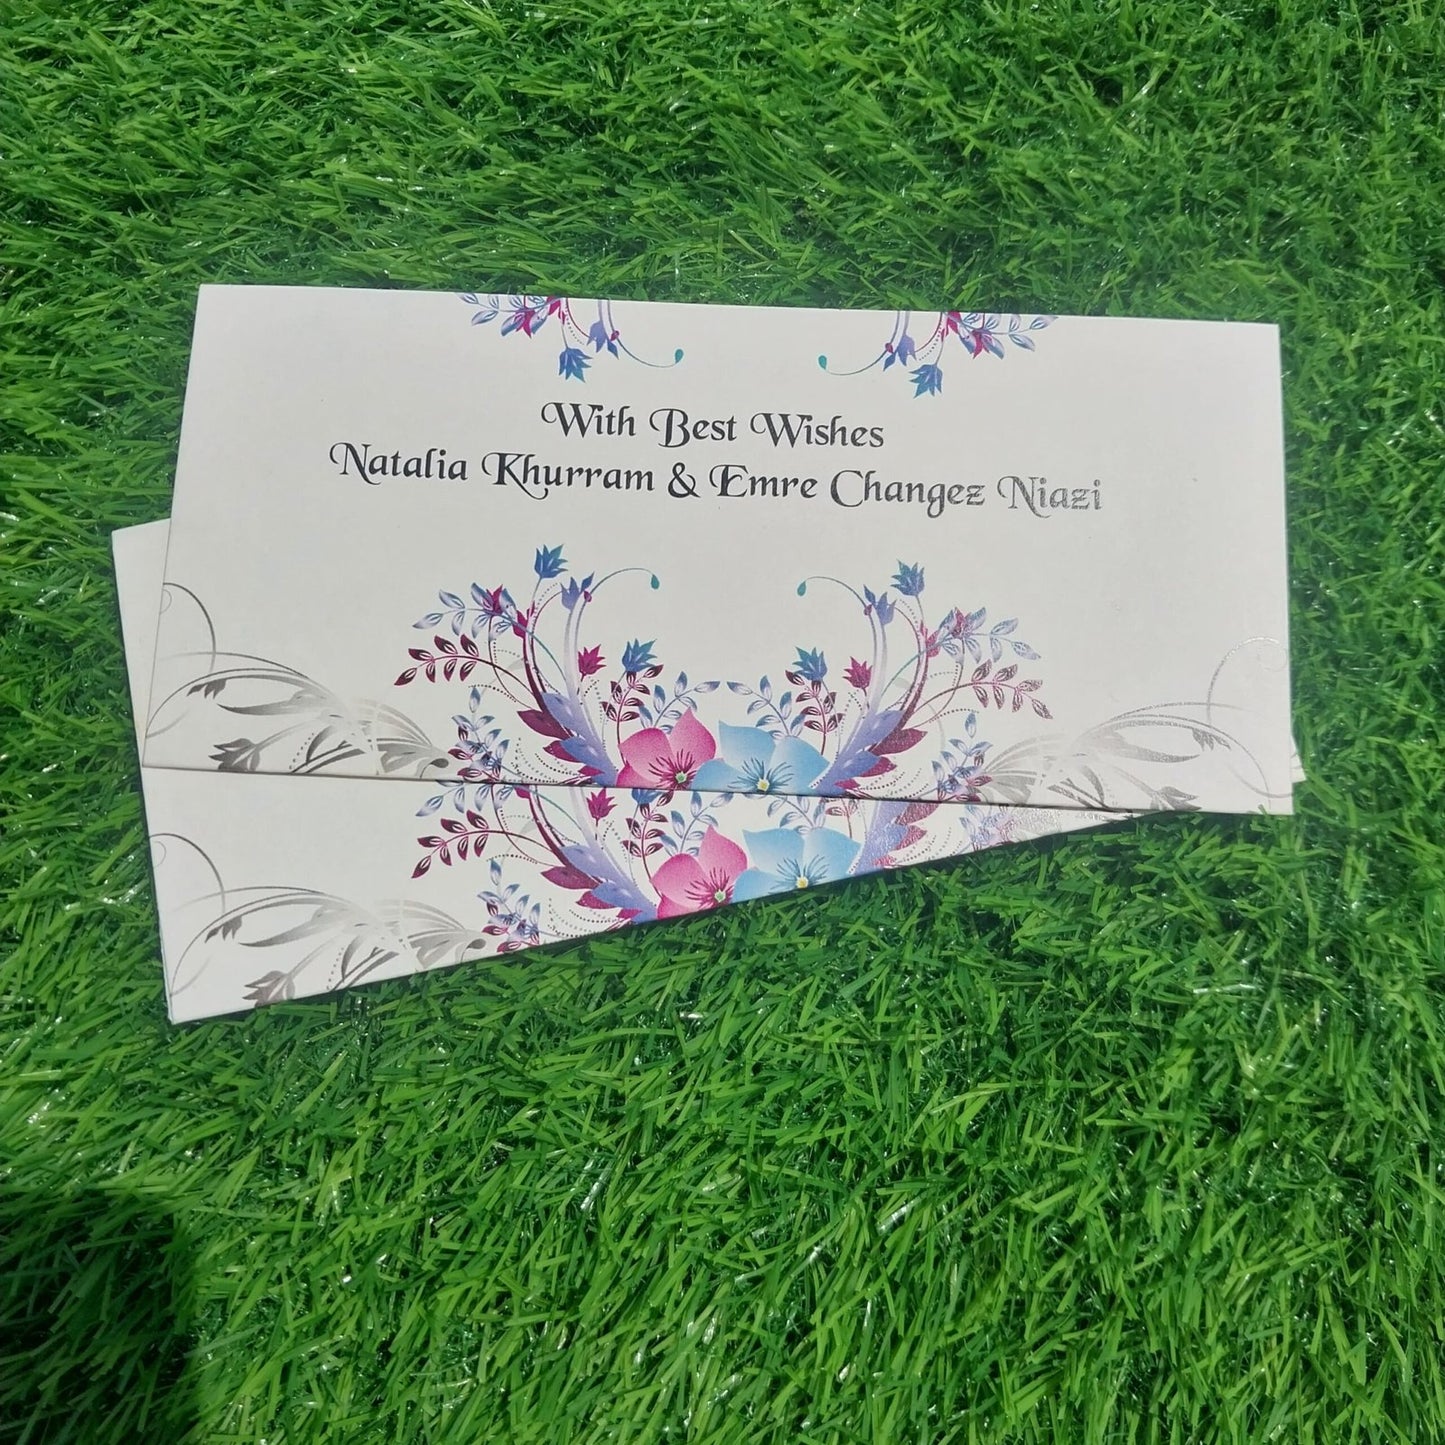 With Best Wishes
Natalia Khurram & Emre Changez Niazi